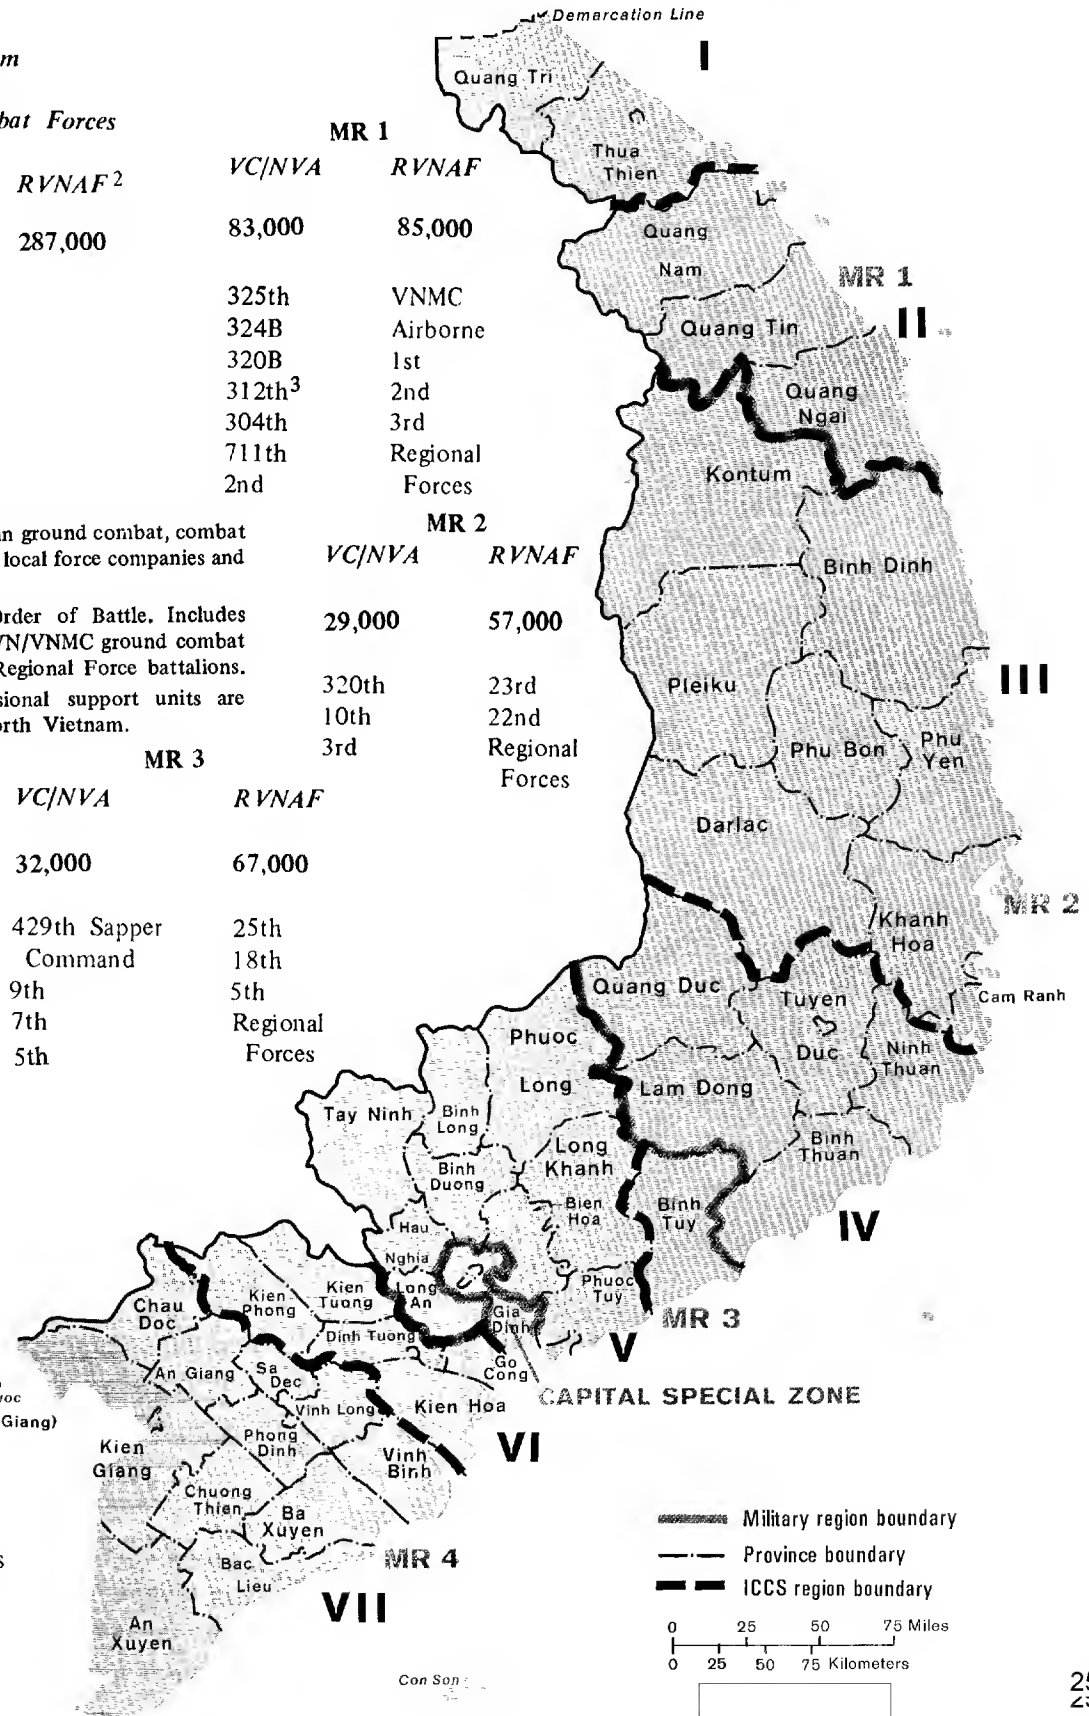 Demarcation Line
m
bat Forces
RVNAF 2
287,000
MR 1
VC/NVA RVNAF
83,000 85,000
325th VNMC
324B Airborne
320B 1st
312th3 2nd
304th 3rd
711th Regional
2nd Forces
n ground combat, combat
local force companies and
rder of Battle. Includes
VN/VNMC ground combat
Regional Force battalions.
sional support units are
orth Vietnam.
MR 2
VC/NVA RVNAF
29,000 57,000
320th 23rd
10th 22nd
3rd Regional
Forces
MR 3
VC/NVA RVNAF
32,000 67,000
429th Sapper 25th
Command 18th
9th 5th
7th Regional
5th Forces
I
Quang Tri
Thua
Thien
Quang
Nam
MR 1
II
Quang Tin
Quang
Ngai
Kontum
Binh Dinh
III
Pleiku
Phu Bon
Phu
Yen
Darlac
MR 2
Khanh
Hoa
Cam Ranh
Quang Duc
Tuyen
Duc
Ninh
Thuan
Phuoc
Long
Lam Dong
Tay Ninh
Binh
Long
Long
Khanh
Binh
Thuan
Binh
Duong
Bien
Hoa
Binh
Tuy
IV
Hau
Nghia
Phuoc
Tuy
MR 3
V
Long
An
Gia
Dinh
Kien
Tuong
Kien
Phong
Chau
Doc
Dinh Tuong
Go
Cong
CAPITAL SPECIAL ZONE
An Giang
Sa
Dec
Vinh Long
Kien Hoa
VI
Giang)
Kien
Giang
Phong
Dinh
Vinh
Binh
Chuong
Thien
Ba
Xuyen
MR 4
Bac
Lieu
VII
An
Xuyen
Con Son
S
Military region boundary
Province boundary
ICCS region boundary
0 25 50 75 Miles
0 25 50 75 Kilometers